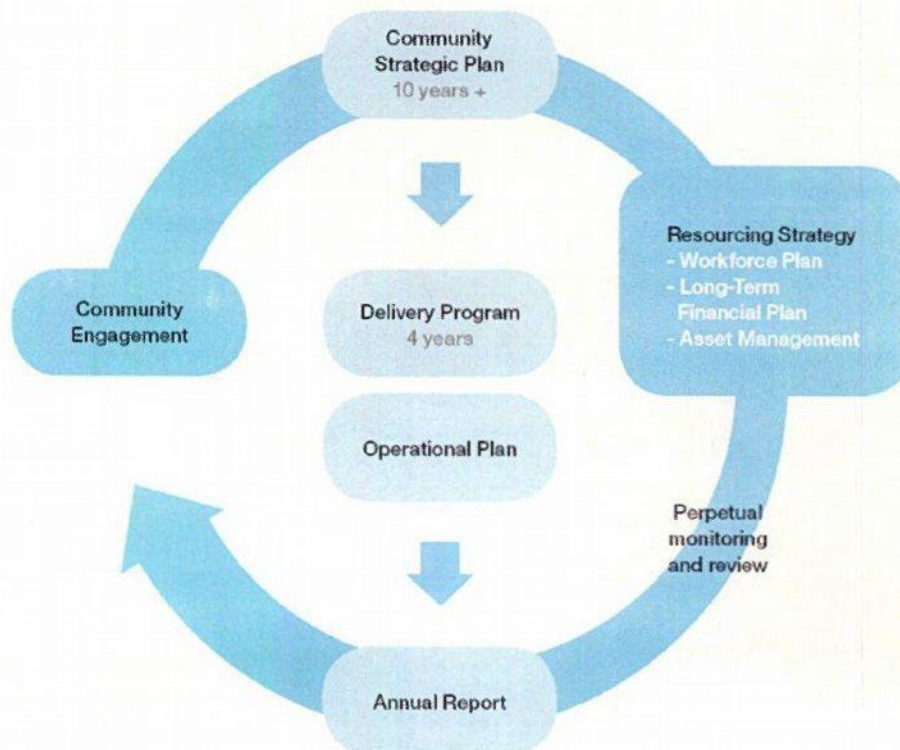 Community
Strategic Plan
10 years +
Resourcing Strategy
- Workforce Plan
- Long-Term
Financial Plan
- Asset Management
Community
Engagement
Delivery Program
4 years
Operational Plan
Perpetual
monitoring
and review
Annual Report